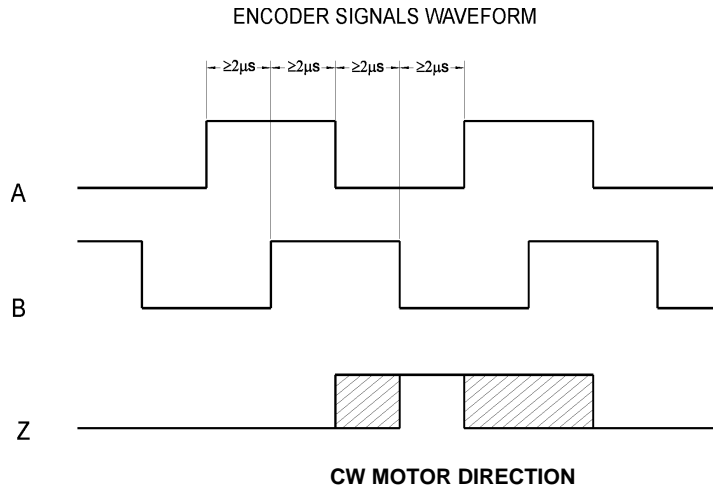 ENCODER SIGNALS WAVEFORM
≥2μs ≥2μs ≥2μs ≥2μs
A
B
Z
CW MOTOR DIRECTION